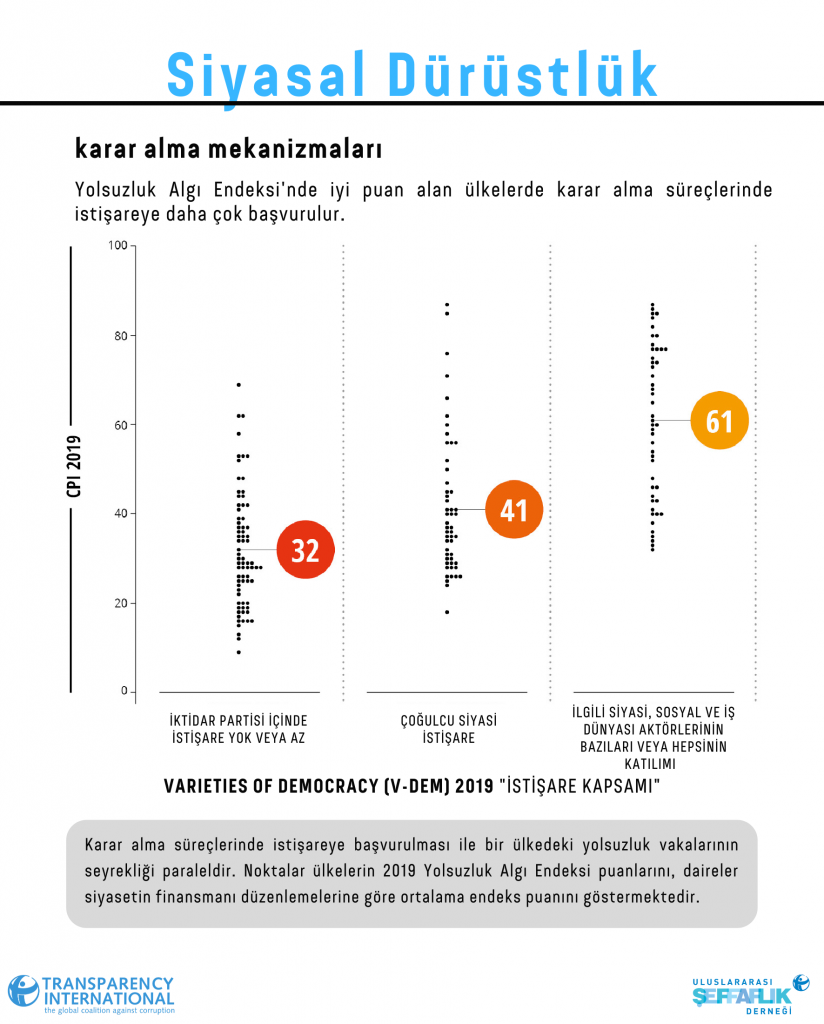 Siyasal Dürüstlük
karar alma mekanizmaları
Yolsuzluk Algı Endeksi'nde iyi puan alan ülkelerde karar alma süreçlerinde
istişareye daha çok başvurulur.
100
80
60
40
20
0
CPI 2019
32
41
61
İKTİDAR PARTİSİ İÇİNDE
İSTİŞARE YOK VEYA AZ
ÇOĞULCU SİYASİ
İSTİŞARE
İLGİLİ SİYASİ, SOSYAL VE İŞ
DÜNYASI AKTÖRLERİNİN
BAZILARI VEYA HEPSİNİN
KATILIMI
VARIETIES OF DEMOCRACY (V-DEM) 2019 "İSTİŞARE KAPSAMI"
Karar alma süreçlerinde istişareye başvurulması ile bir ülkedeki yolsuzluk vakalarının
seyrekliği paraleldir. Noktalar ülkelerin 2019 Yolsuzluk Algı Endeksi puanlarını, daireler
siyasetin finansmanı düzenlemelerine göre ortalama endeks puanını göstermektedir.
TRANSPARENCY
INTERNATIONAL
the global coalition against corruption
ULUSLARARASI
ŞEFFAFLIK
DERNEĞİ